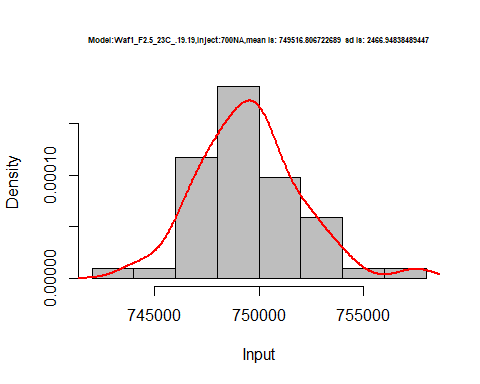 Model:Waf1_F2.5_23C_.19.19,Inject:700NA,mean is: 749516.806722689  sd is: 2466.94838489447
Density
0.00010
0.00000
745000 750000 755000
Input